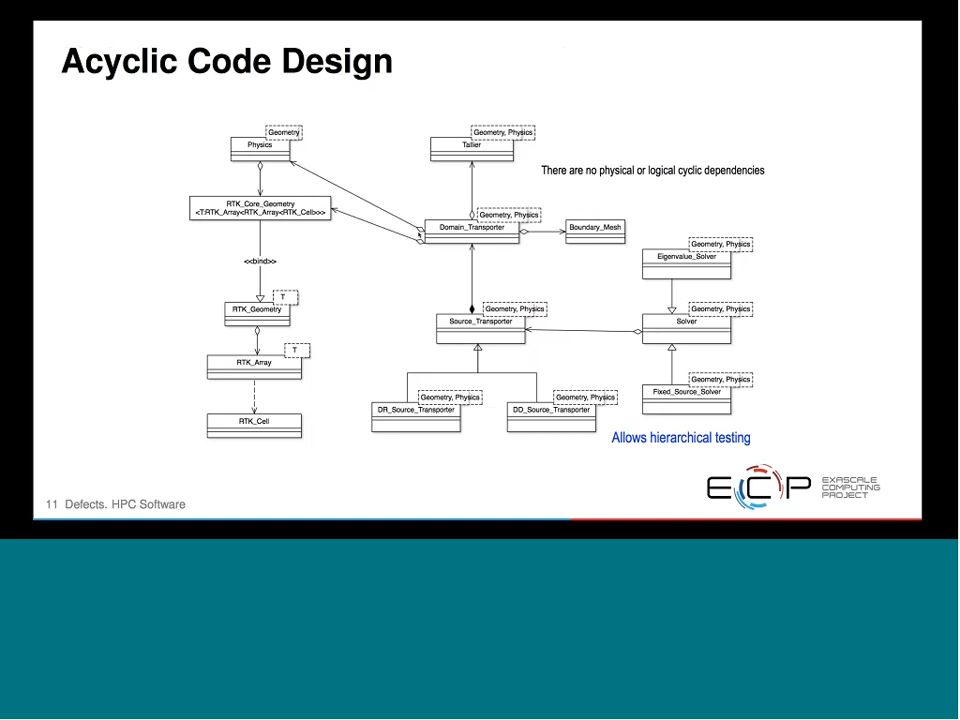 Acyclic Code Design
Geometry
Physics
Geometry, Physics
Tallier
There are no physical or logical cyclic dependencies
RTK_Core_Geometry
<T:RTK_Array<RTK_Array<RTK_Cell>>>
Geometry, Physics
Domain_Transporter
Boundary_Mesh
Geometry, Physics
Eigenvalue_Solver
<<bind>>
T
RTK_Geometry
Geometry, Physics
Source_Transporter
Geometry, Physics
Solver
T
RTK_Array
Geometry, Physics
Fixed_Source_Solver
Geometry, Physics
DR_Source_Transporter
Geometry, Physics
DD_Source_Transporter
RTK_Cell
Allows hierarchical testing
ECP
EXASCALE
COMPUTING
PROJECT
11 Defects. HPC Software